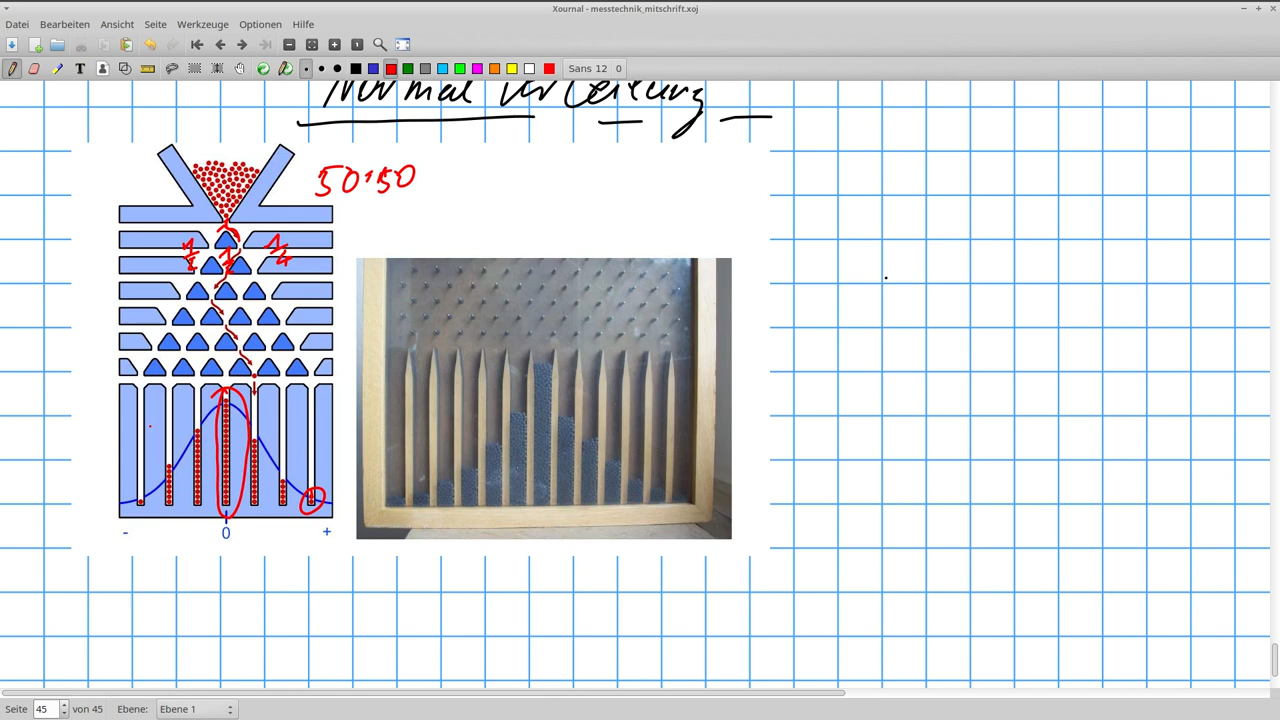 Xournal - messtechnik_mitschrift.xoj
Datei Bearbeiten Ansicht Seite Werkzeuge Optionen Hilfe
Sans 12 0
Normalverteilung
50:50
1/2 1/2 1/4
- 0 +
Seite 45 von 45 Ebene: Ebene 1